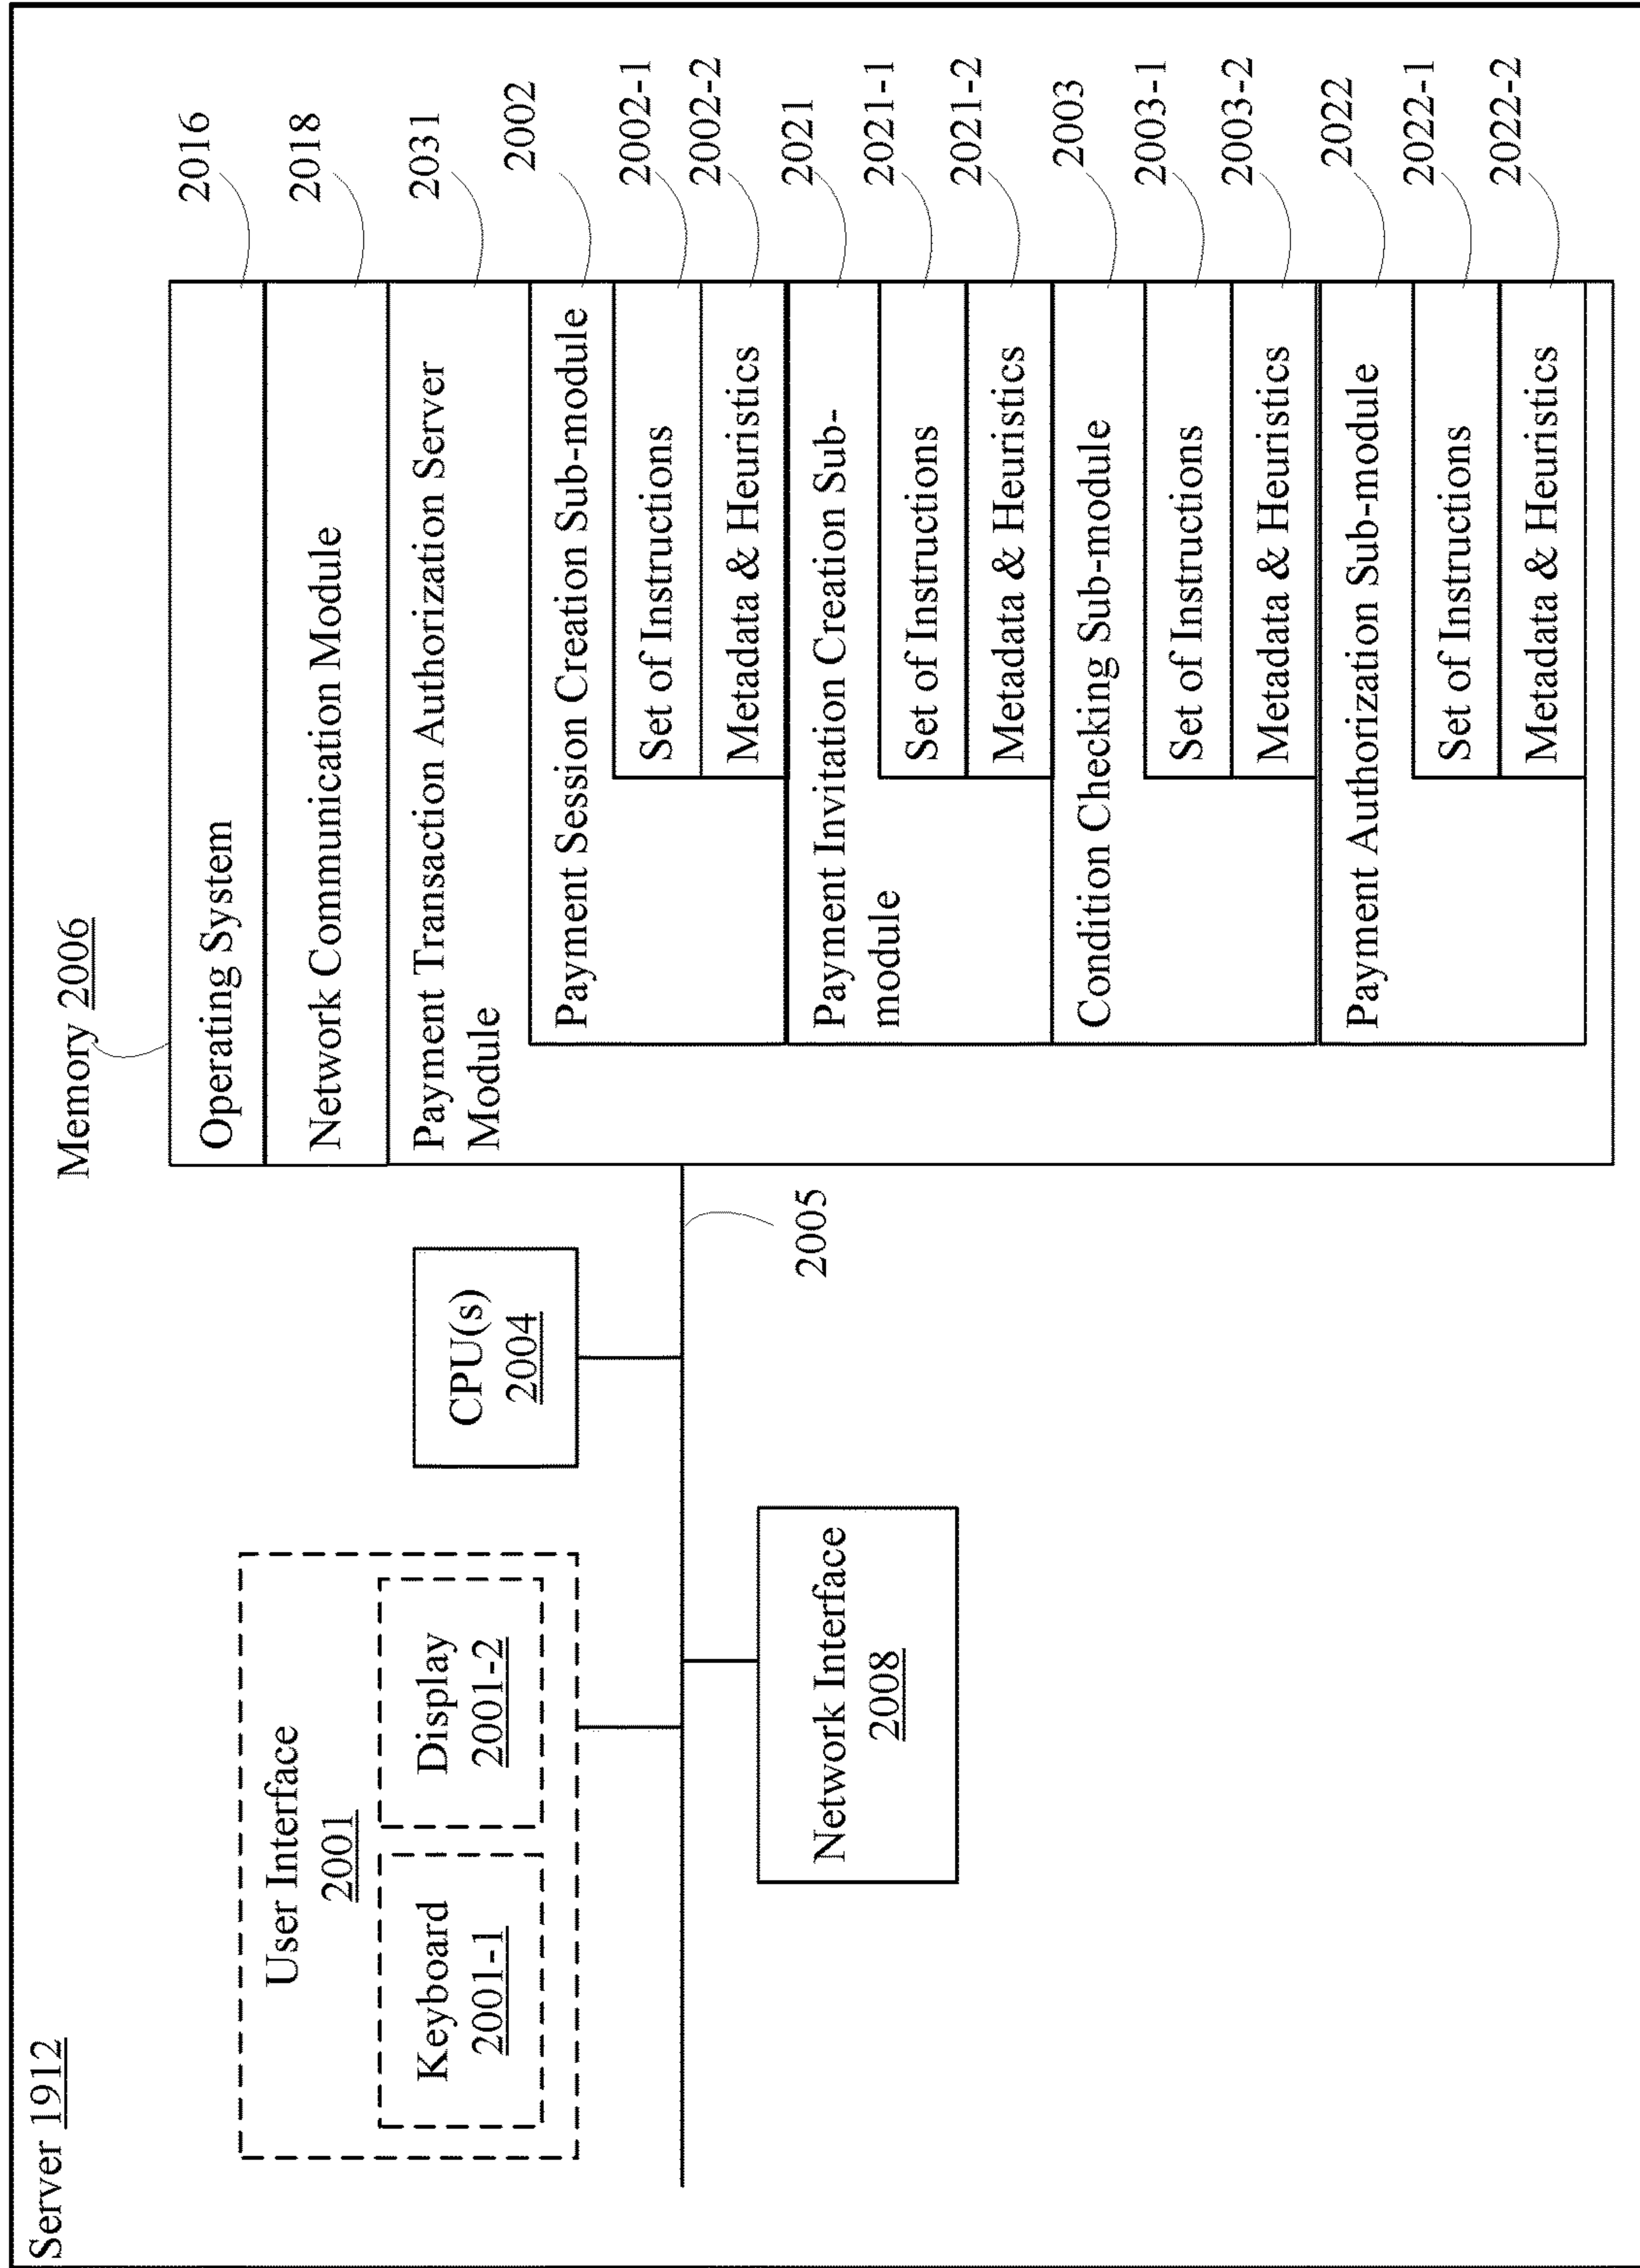 Server 1912
User Interface
2001
Keyboard
2001-1
Display
2001-2
CPU(s)
2004
Network Interface
2008
2005
Memory 2006
Operating System
2016
Network Communication Module
2018
Payment Transaction Authorization Server
Module
2031
Payment Session Creation Sub-module
2002
Set of Instructions
2002-1
Metadata & Heuristics
2002-2
Payment Invitation Creation Sub-
module
2021
Set of Instructions
2021-1
Metadata & Heuristics
2021-2
Condition Checking Sub-module
2003
Set of Instructions
2003-1
Metadata & Heuristics
2003-2
Payment Authorization Sub-module
2022
Set of Instructions
2022-1
Metadata & Heuristics
2022-2